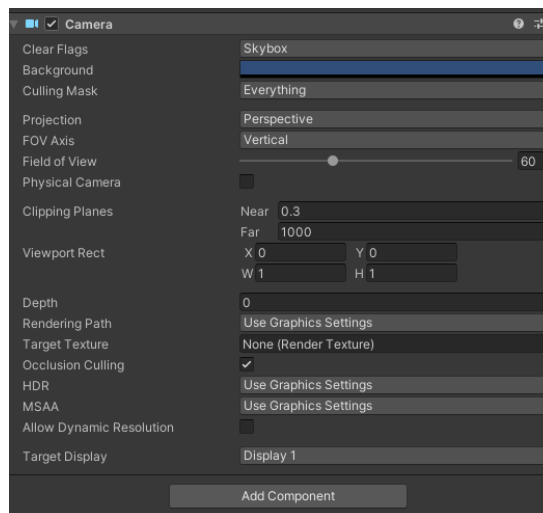 Camera
Clear Flags Skybox
Background
Culling Mask Everything
Projection Perspective
FOV Axis Vertical
Field of View 60
Physical Camera
Clipping Planes Near 0.3
Far 1000
Viewport Rect X 0 Y 0
W 1 H 1
Depth 0
Rendering Path Use Graphics Settings
Target Texture None (Render Texture)
Occlusion Culling
HDR Use Graphics Settings
MSAA Use Graphics Settings
Allow Dynamic Resolution
Target Display Display 1
Add Component